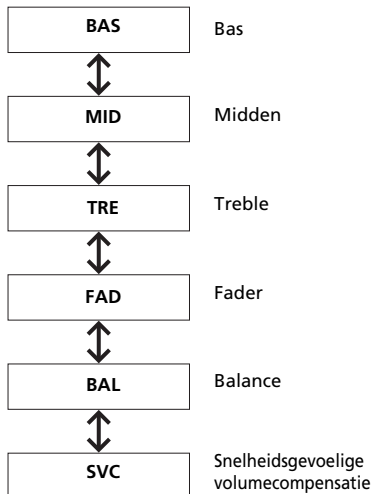 BAS Bas
MID Midden
TRE Treble
FAD Fader
BAL Balance
SVC Snelheidsgevoelige
volumecompensatie